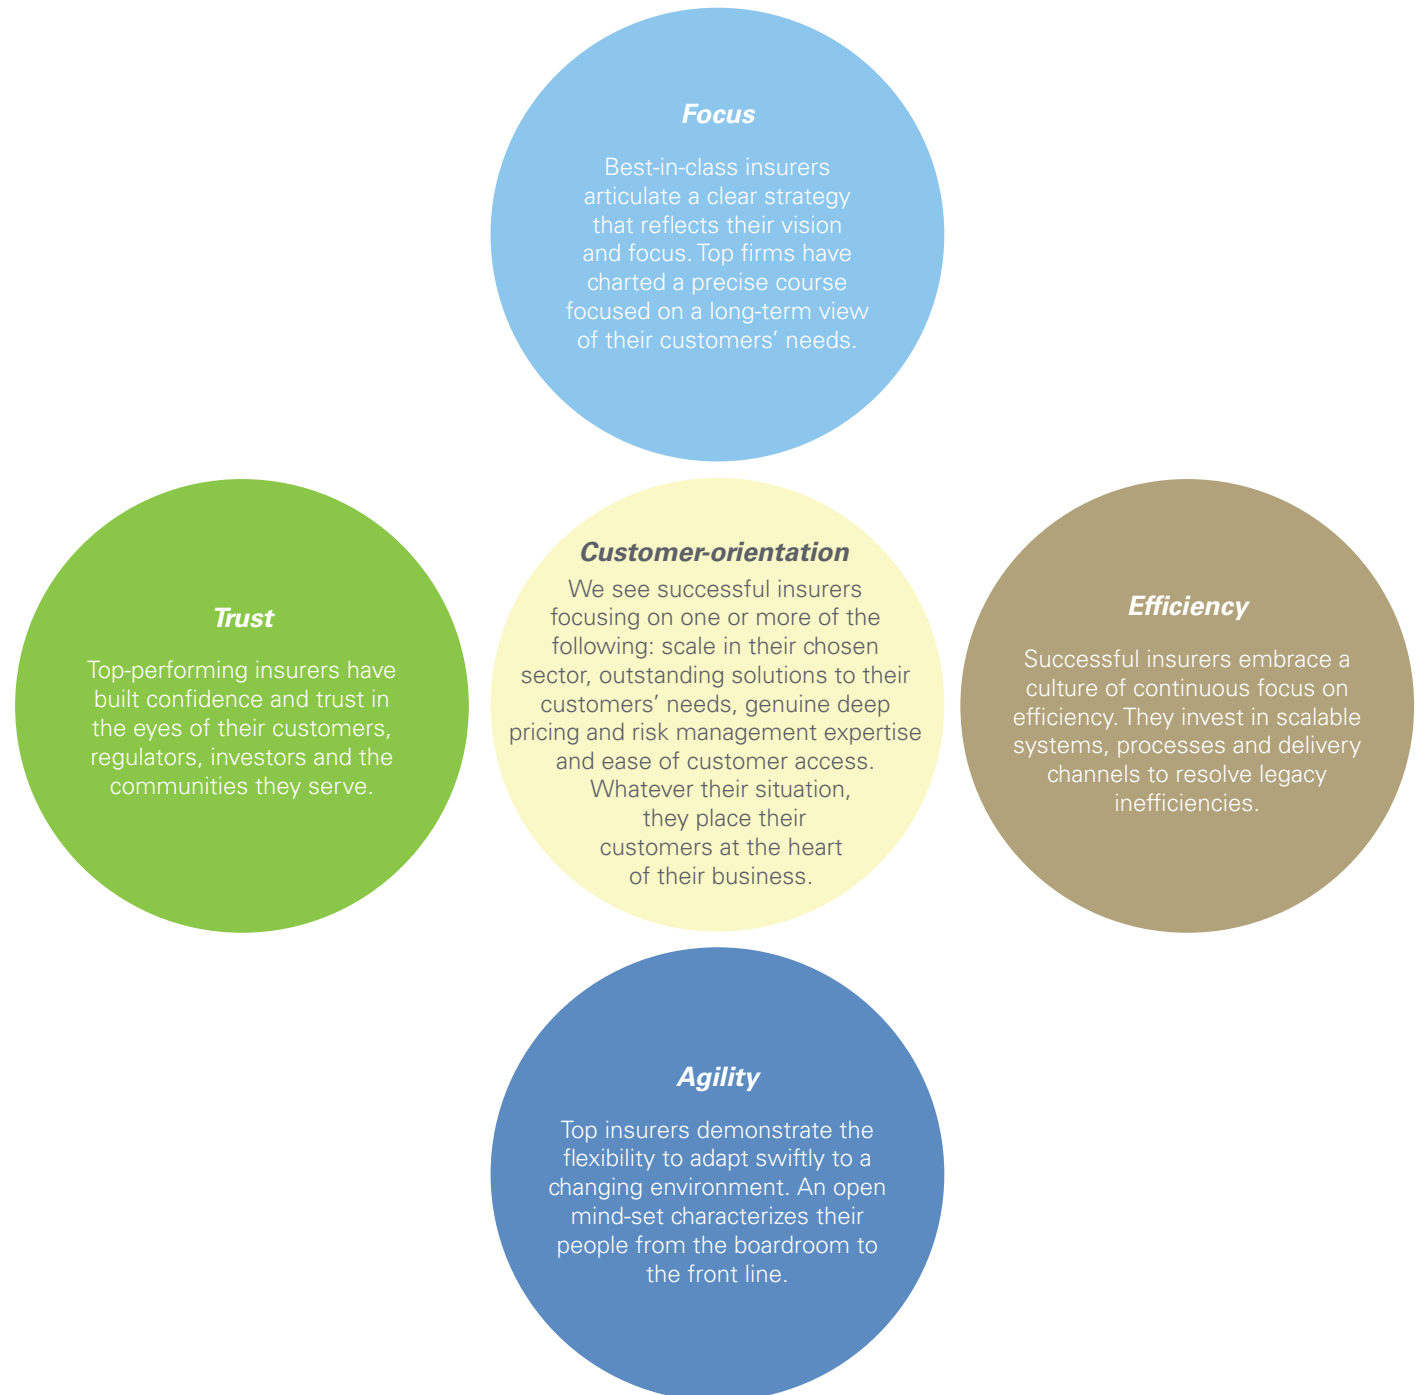 Focus
Best-in-class insurers
articulate a clear strategy
that reflects their vision
and focus. Top firms have
charted a precise course
focused on a long-term view
of their customers’ needs.
Trust
Top-performing insurers have
built confidence and trust in
the eyes of their customers,
regulators, investors and the
communities they serve.
Customer-orientation
We see successful insurers
focusing on one or more of the
following: scale in their chosen
sector, outstanding solutions to their
customers’ needs, genuine deep
pricing and risk management expertise
and ease of customer access.
Whatever their situation,
they place their
customers at the heart
of their business.
Efficiency
Successful insurers embrace a
culture of continuous focus on
efficiency. They invest in scalable
systems, processes and delivery
channels to resolve legacy
inefficiencies.
Agility
Top insurers demonstrate the
flexibility to adapt swiftly to a
changing environment. An open
mind-set characterizes their
people from the boardroom to
the front line.